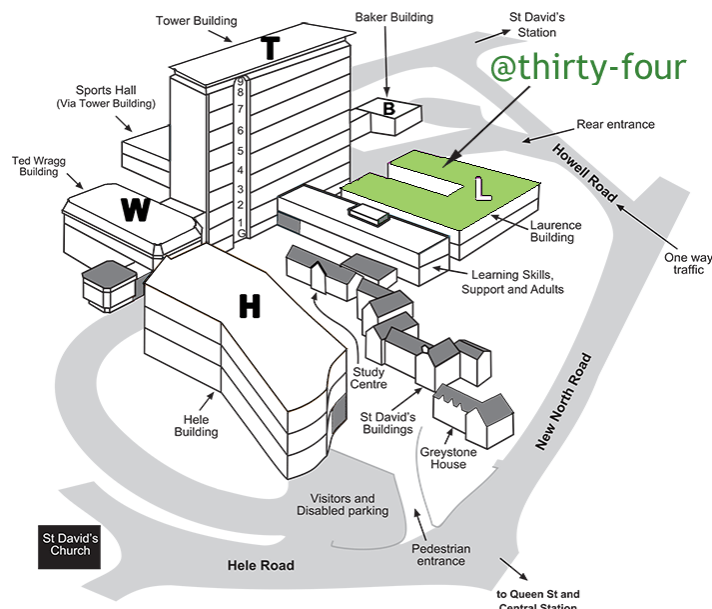 Tower Building
Baker Building
St David's
Station
@thirty-four
T
9
8
7
6
5
4
3
2
1
G
B
Sports Hall
(Via Tower Building)
Rear entrance
Howell Road
Ted Wragg
Building
W
L
Laurence
Building
One way
traffic
Learning Skills,
Support and Adults
H
Study
Centre
New North Road
Hele
Building
St David's
Buildings
Greystone
House
Visitors and
Disabled parking
St David's
Church
Pedestrian
entrance
Hele Road
to Queen St and
Central Station